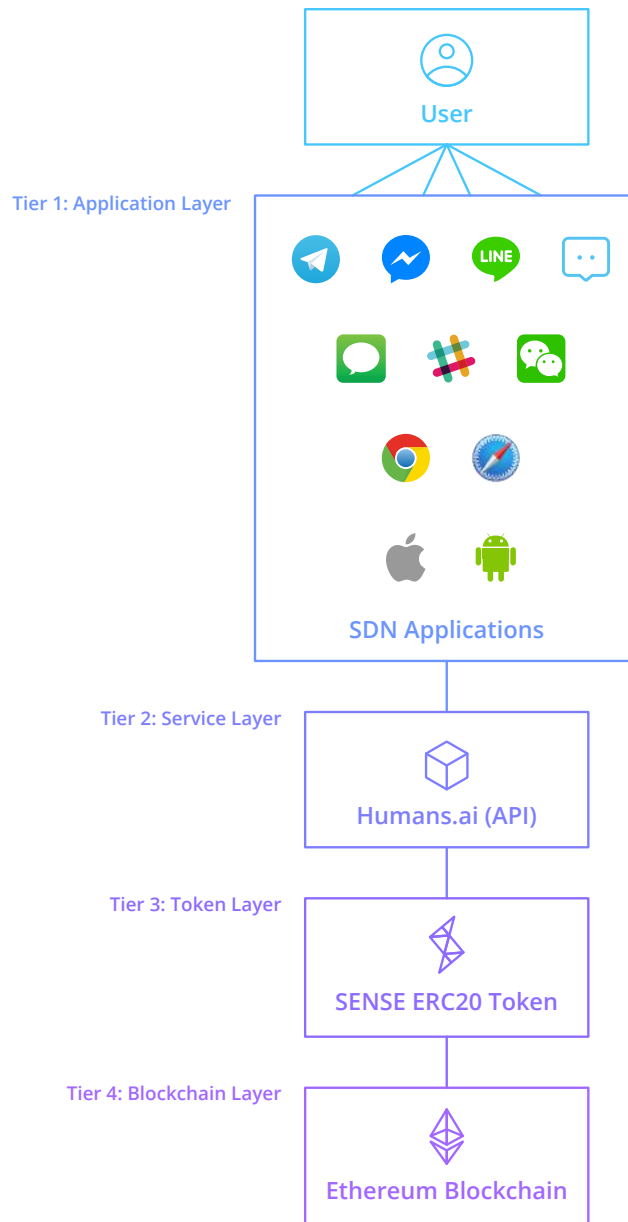 User
Tier 1: Application Layer
LINE
SDN Applications
Tier 2: Service Layer
Humans.ai (API)
Tier 3: Token Layer
SENSE ERC20 Token
Tier 4: Blockchain Layer
Ethereum Blockchain